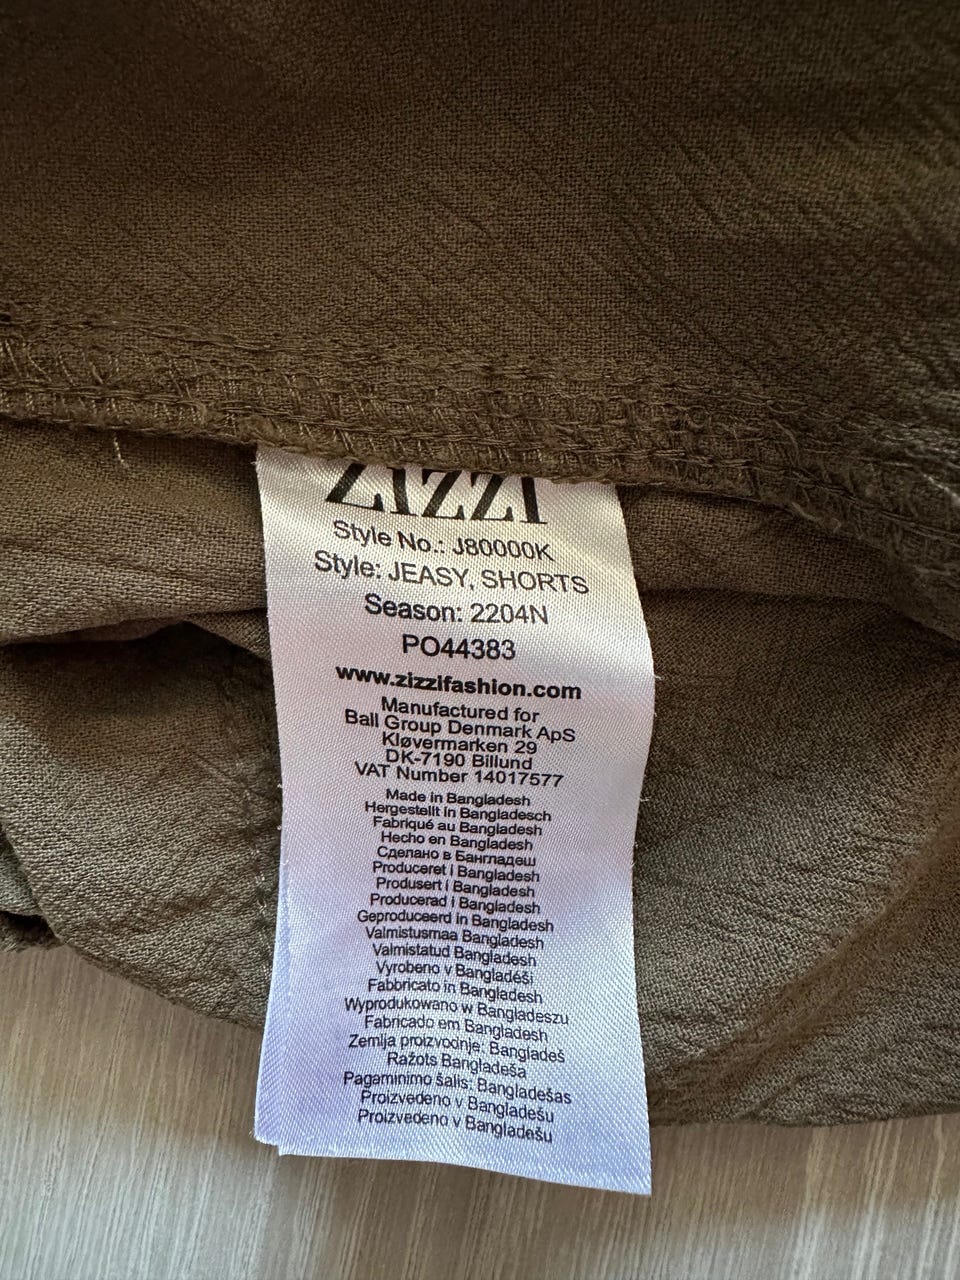 ZIZZI
Style No.: J80000K
Style: JEASY, SHORTS
Season: 2204N
PO44383
www.zizzifashion.com
Manufactured for
Ball Group Denmark ApS
Kløvermarken 29
DK-7190 Billund
VAT Number 14017577
Made in Bangladesh
Hergestellt in Bangladesch
Fabriqué au Bangladesh
Hecho en Bangladesh
Сделано в Бангладеш
Produceret i Bangladesh
Produsert i Bangladesh
Producerad i Bangladesh
Geproduceerd in Bangladesh
Valmistusmaa Bangladesh
Valmistatud Bangladesh
Vyrobeno v Bangladéši
Fabbricato in Bangladesh
Wyprodukowano w Bangladeszu
Fabricado em Bangladesh
Zemlja proizvodnje: Bangladeš
Ražots Bangladeša
Pagaminimo šalis: Bangladešas
Proizvedeno v Bangladešu
Proizvedeno v Bangladešu